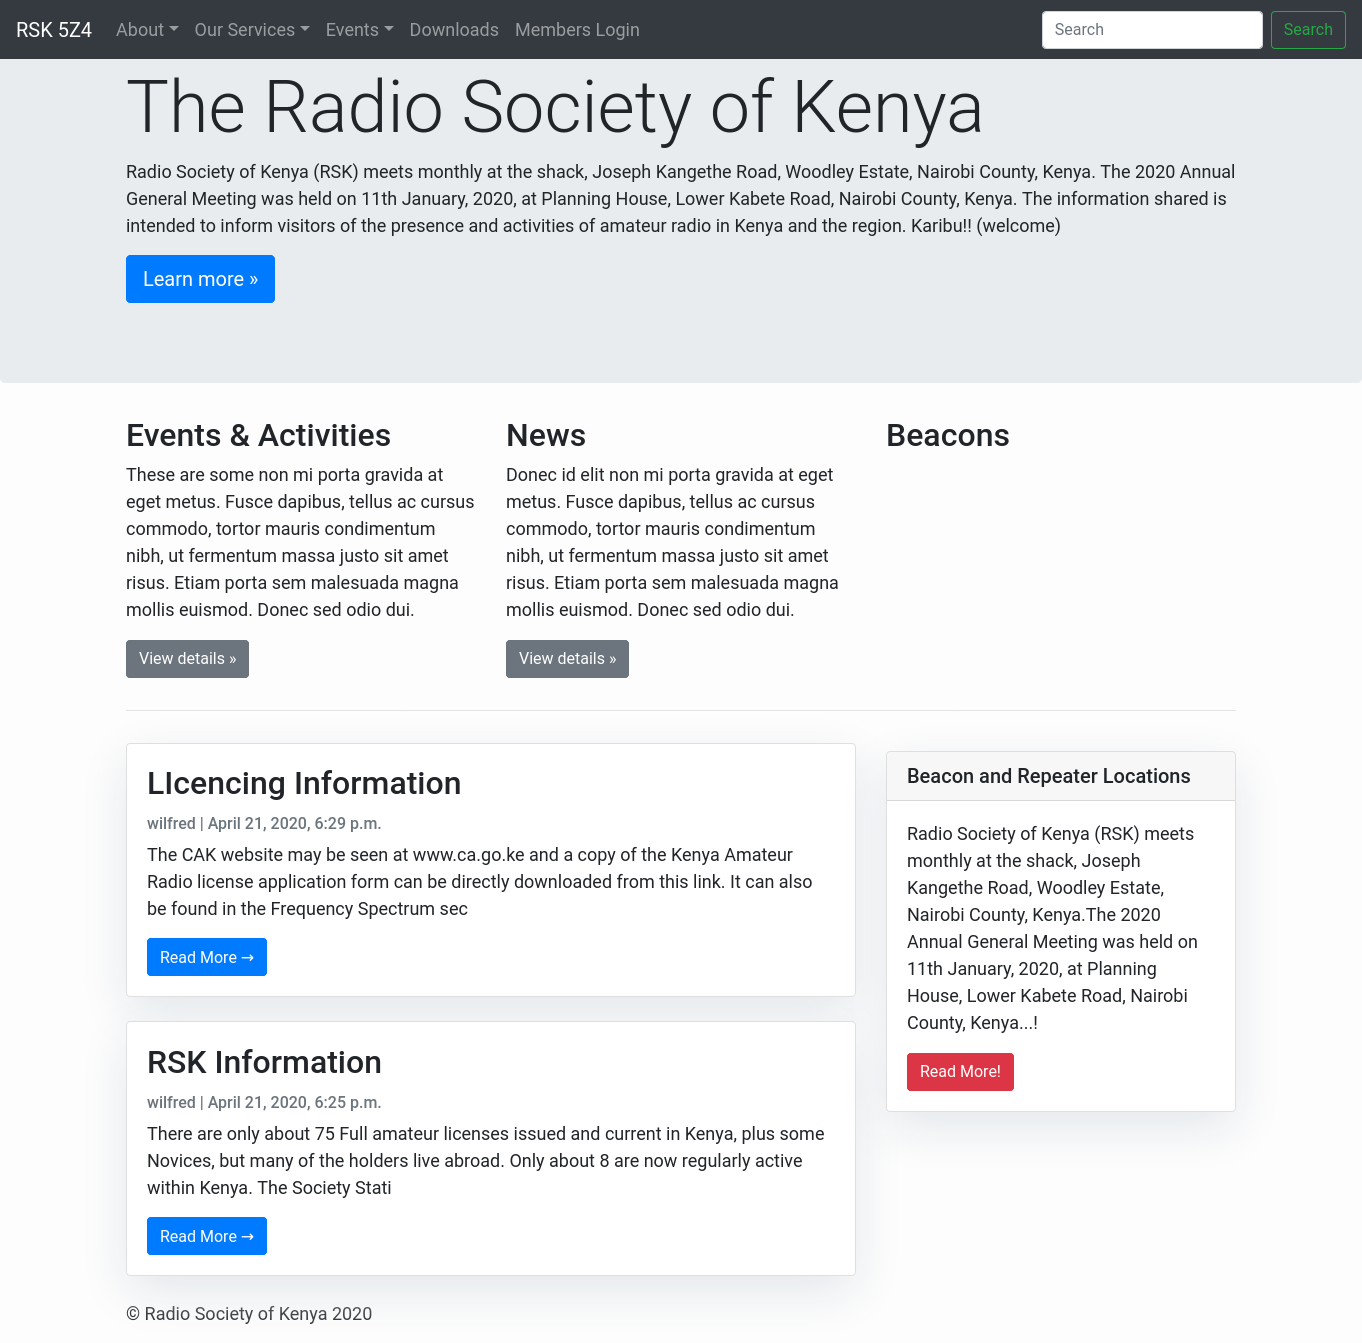 RSK 5Z4 About Our Services Events Downloads Members Login Search Search
The Radio Society of Kenya
Radio Society of Kenya (RSK) meets monthly at the shack, Joseph Kangethe Road, Woodley Estate, Nairobi County, Kenya. The 2020 Annual
General Meeting was held on 11th January, 2020, at Planning House, Lower Kabete Road, Nairobi County, Kenya. The information shared is
intended to inform visitors of the presence and activities of amateur radio in Kenya and the region. Karibu!! (welcome)
Learn more »
Events & Activities
These are some non mi porta gravida at
eget metus. Fusce dapibus, tellus ac cursus
commodo, tortor mauris condimentum
nibh, ut fermentum massa justo sit amet
risus. Etiam porta sem malesuada magna
mollis euismod. Donec sed odio dui.
View details »
News
Donec id elit non mi porta gravida at eget
metus. Fusce dapibus, tellus ac cursus
commodo, tortor mauris condimentum
nibh, ut fermentum massa justo sit amet
risus. Etiam porta sem malesuada magna
mollis euismod. Donec sed odio dui.
View details »
Beacons
LIcencing Information
wilfred | April 21, 2020, 6:29 p.m.
The CAK website may be seen at www.ca.go.ke and a copy of the Kenya Amateur
Radio license application form can be directly downloaded from this link. It can also
be found in the Frequency Spectrum sec
Read More →
RSK Information
wilfred | April 21, 2020, 6:25 p.m.
There are only about 75 Full amateur licenses issued and current in Kenya, plus some
Novices, but many of the holders live abroad. Only about 8 are now regularly active
within Kenya. The Society Stati
Read More →
Beacon and Repeater Locations
Radio Society of Kenya (RSK) meets
monthly at the shack, Joseph
Kangethe Road, Woodley Estate,
Nairobi County, Kenya.The 2020
Annual General Meeting was held on
11th January, 2020, at Planning
House, Lower Kabete Road, Nairobi
County, Kenya...!
Read More!
© Radio Society of Kenya 2020